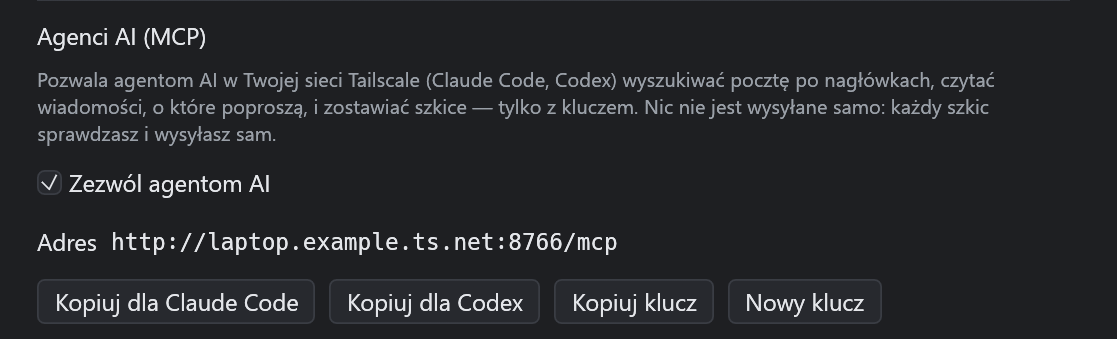 Agenci AI (MCP)
Pozwala agentom AI w Twojej sieci Tailscale (Claude Code, Codex) wyszukiwać pocztę po nagłówkach, czytać
wiadomości, o które poproszą, i zostawiać szkice — tylko z kluczem. Nic nie jest wysyłane samo: każdy szkic
sprawdzasz i wysyłasz sam.
Zezwól agentom AI
Adres http://laptop.example.ts.net:8766/mcp
Kopiuj dla Claude Code Kopiuj dla Codex Kopiuj klucz Nowy klucz